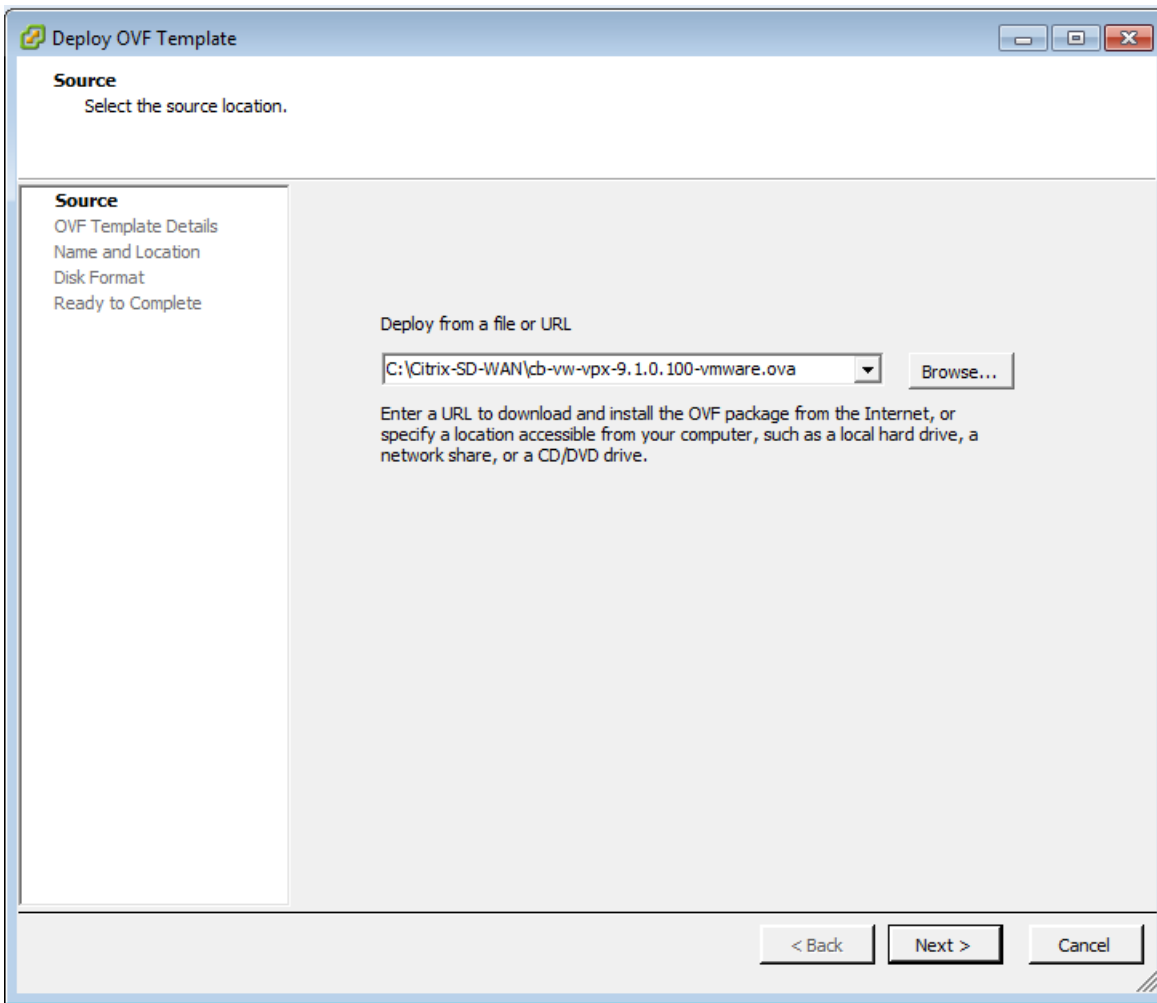 Deploy OVF Template
Source
Select the source location.
Source
OVF Template Details
Name and Location
Disk Format
Ready to Complete
Deploy from a file or URL
C:\Citrix-SD-WAN\cb-vw-vpx-9.1.0.100-vmware.ova
Browse...
Enter a URL to download and install the OVF package from the Internet, or
specify a location accessible from your computer, such as a local hard drive, a
network share, or a CD/DVD drive.
< Back
Next >
Cancel